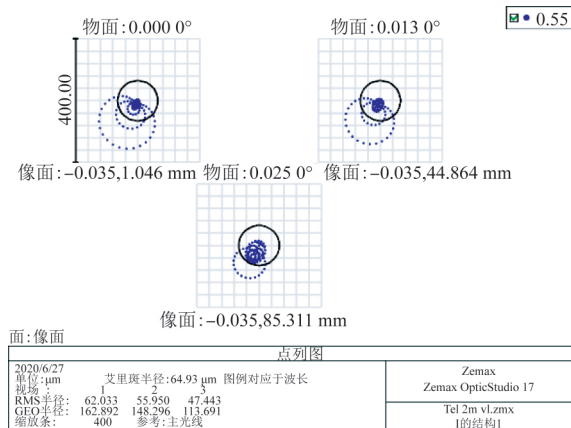 0.55
物面:0.000 0°
物面:0.013 0°
400.00
像面:−0.035,1.046 mm
像面:−0.035,44.864 mm
物面:0.025 0°
像面:−0.035,85.311 mm
面:像面
点列图
2020/6/27
单位:μm 艾里斑半径:64.93 μm 图例对应于波长
视场 : 1 2 3
RMS半径: 62.033 55.950 47.443
GEO半径: 162.892 148.296 113.691
缩放条: 400 参考:主光线
Zemax
Zemax OpticStudio 17
Tel 2m vl.zmx
1的结构1